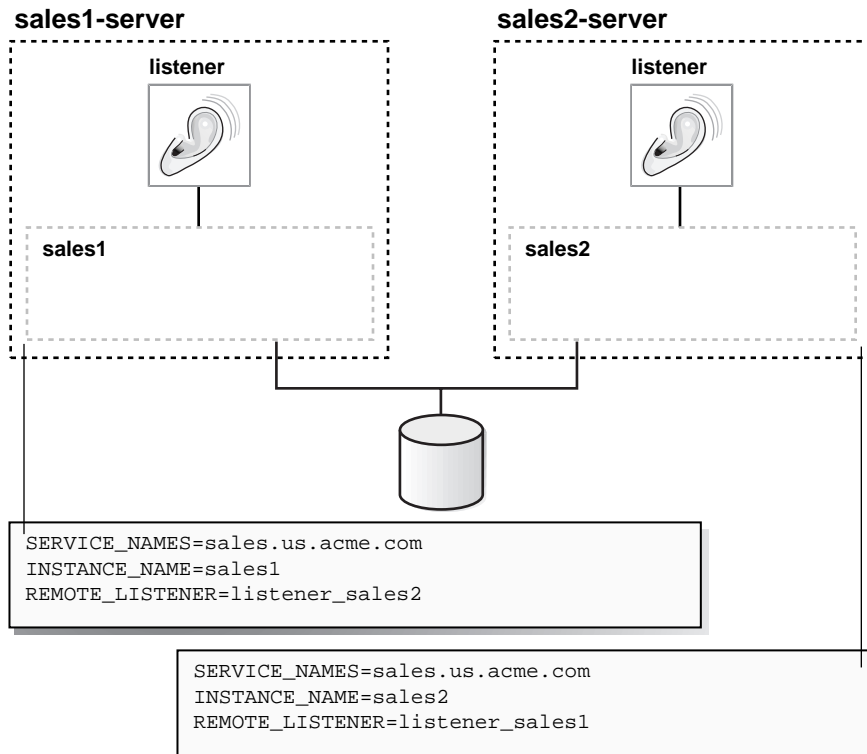 sales1-server
sales2-server
listener
listener
sales1
sales2
SERVICE_NAMES=sales.us.acme.com
INSTANCE_NAME=sales1
REMOTE_LISTENER=listener_sales2
SERVICE_NAMES=sales.us.acme.com
INSTANCE_NAME=sales2
REMOTE_LISTENER=listener_sales1